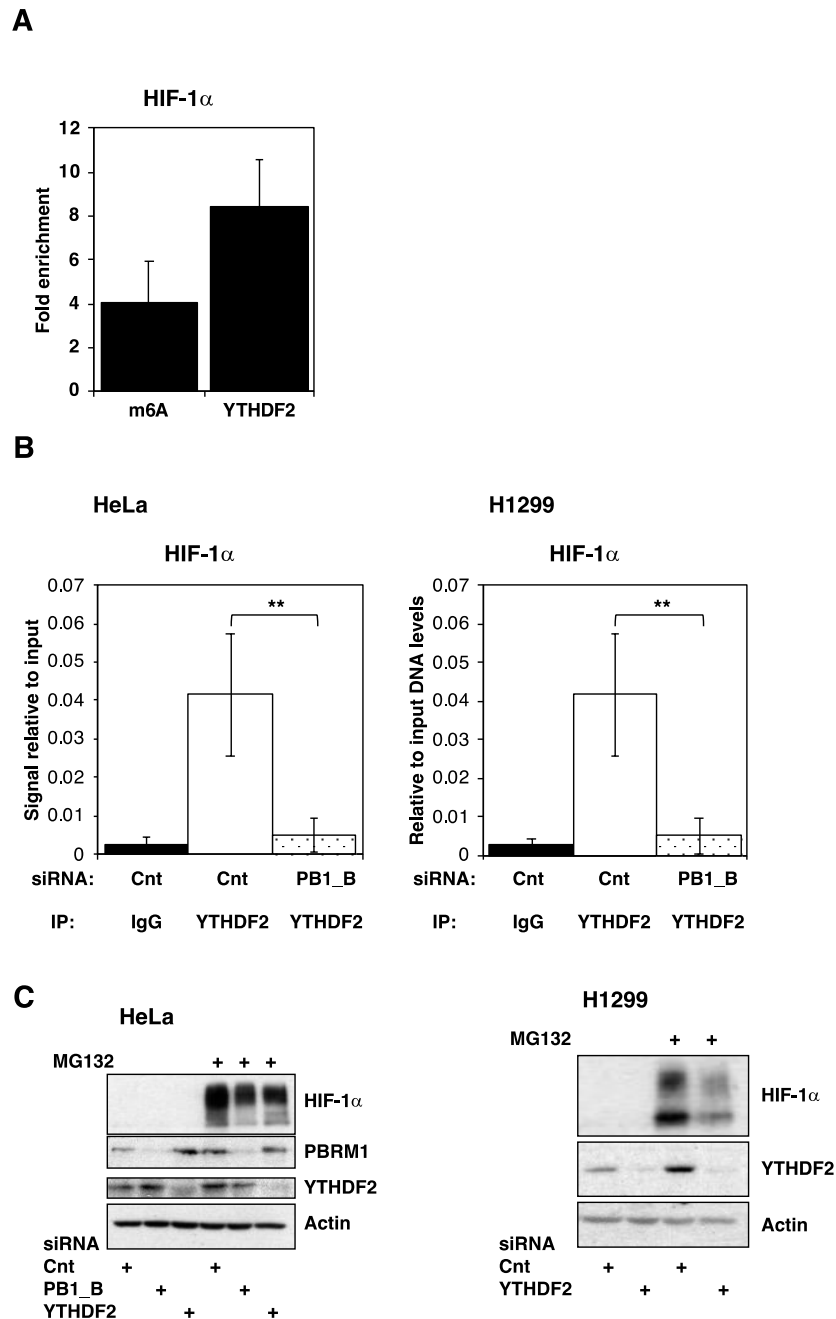 A
HIF-1α
Fold enrichment
12
10
8
6
4
2
0
m6A YTHDF2
B
HeLa
HIF-1α
Signal relative to input
0.07
0.06
0.05
0.04
0.03
0.02
0.01
0
**
siRNA: Cnt Cnt PB1_B
IP: IgG YTHDF2 YTHDF2
H1299
HIF-1α
Relative to input DNA levels
0.07
0.06
0.05
0.04
0.03
0.02
0.01
0
**
siRNA: Cnt Cnt PB1_B
IP: IgG YTHDF2 YTHDF2
C
HeLa
MG132 + + +
HIF-1α
PBRM1
YTHDF2
Actin
siRNA
Cnt + +
PB1_B + +
YTHDF2 + +
H1299
MG132 + +
HIF-1α
YTHDF2
Actin
siRNA
Cnt + +
YTHDF2 + +